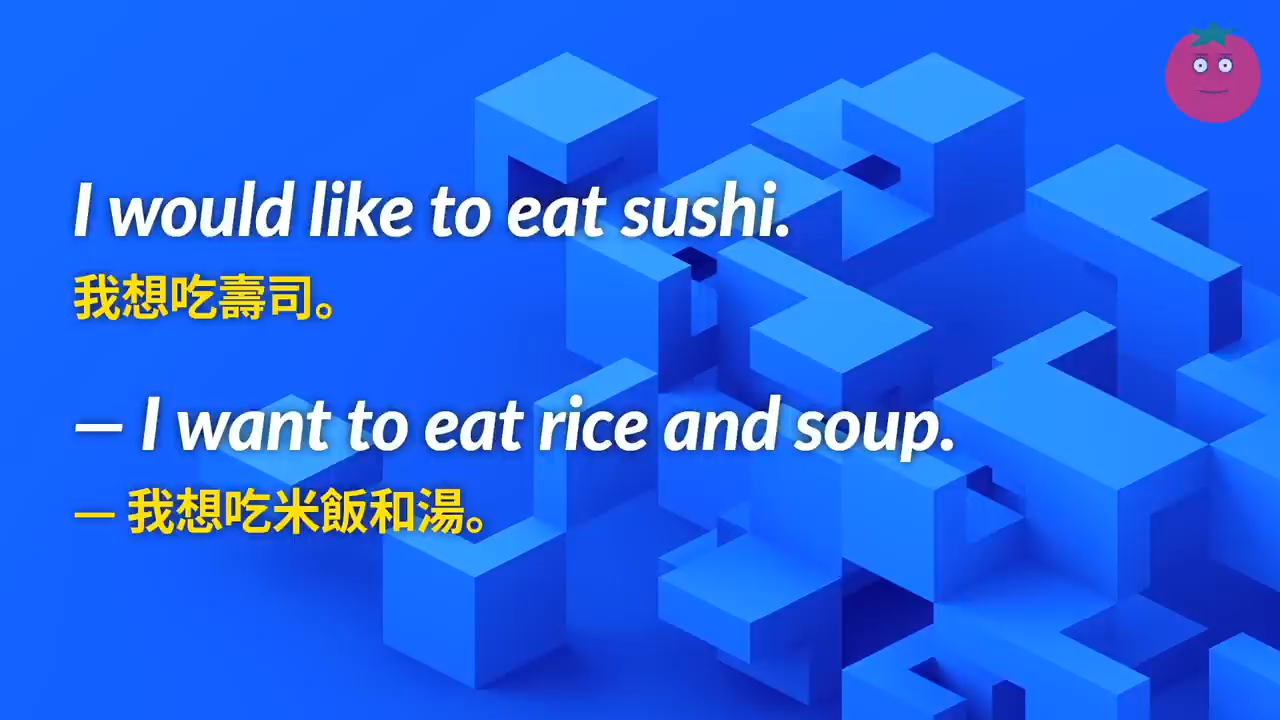 I would like to eat sushi.
我想吃壽司。
— I want to eat rice and soup.
— 我想吃米飯和湯。